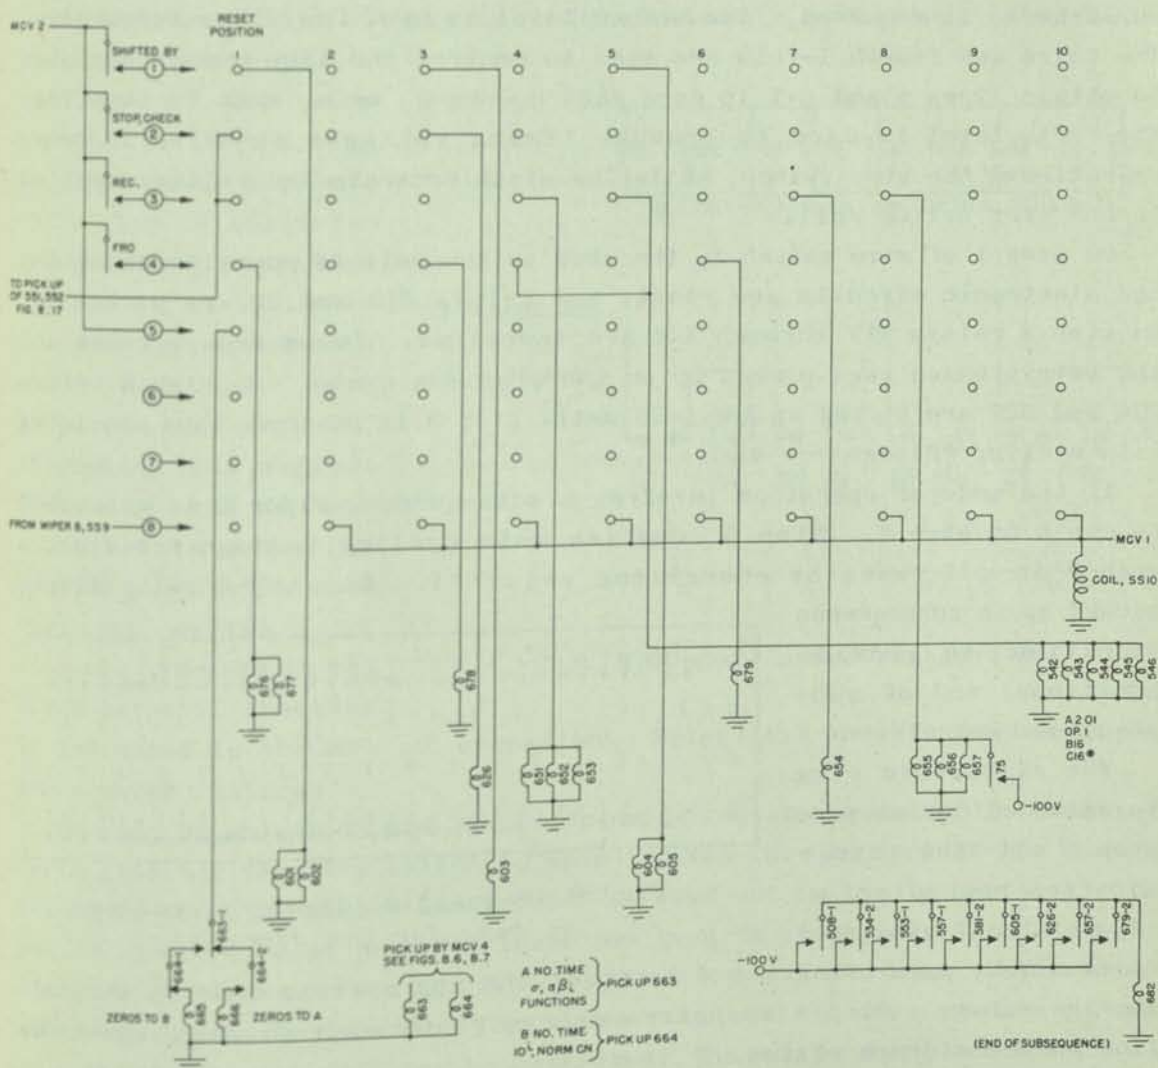 RESET
POSITION
MCV 2
SHIFTED BY
2 3 4 5 6 7 8 9 10
1
STOP, CHECK
2
REC.
3
FRO
4
TO PICK UP
OF 551,552
FIG. 8.17
5
6
7
FROM WIPER 8, SS9
8
MCV 1
COIL, SS10
676
677
678
679
542
543
544
545
546
A201
OP. 1
B16
C16*
626
651
652
653
654
655
656
657
75
-100V
601
602
603
604
605
663-1
664-1
664-2
665
666
ZEROS TO B
ZEROS TO A
PICK UP BY MCV 4
SEE FIGS. 8.6, 8.7
663
664
A NO. TIME
FUNCTIONS
PICK UP 663
B NO. TIME
NORM CN
PICK UP 664
-100V
508-1
534-2
553-1
557-1
581-2
605-1
626-2
657-2
679-2
682
(END OF SUBSEQUENCE)